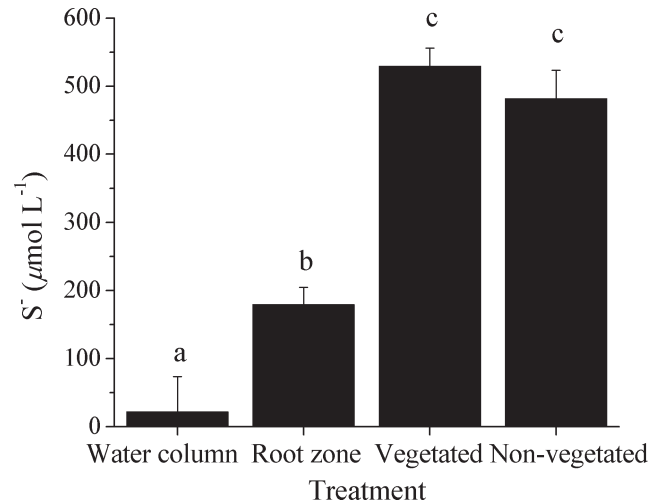 600
500
400
300
200
100
0
S⁻ (μmol L⁻¹)
a
b
c
c
Water column Root zone Vegetated Non-vegetated
Treatment